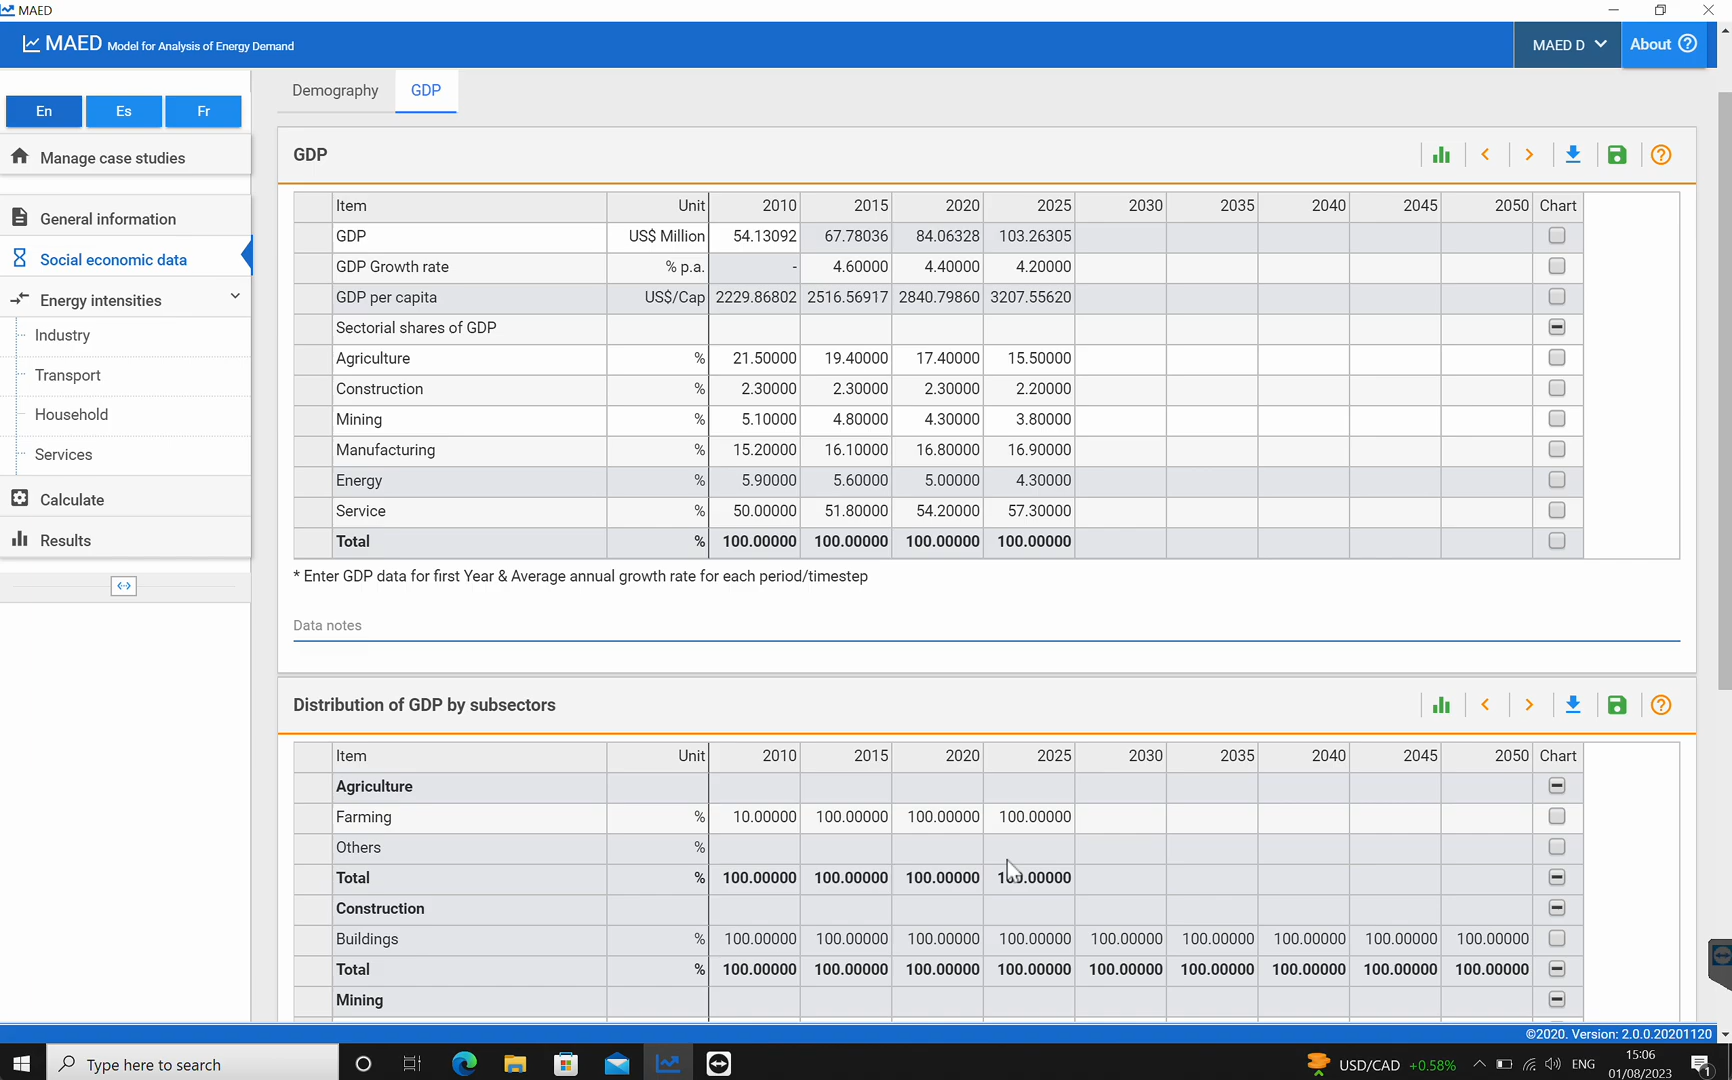 MAED
MAED Model for Analysis of Energy Demand
MAED D
About
En Es Fr
Manage case studies
General information
Social economic data
Energy intensities
Industry
Transport
Household
Services
Calculate
Results
Demography GDP
GDP
Item Unit 2010 2015 2020 2025 2030 2035 2040 2045 2050 Chart
GDP US$ Million 54.13092 67.78036 84.06328 103.26305
GDP Growth rate % p.a. - 4.60000 4.40000 4.20000
GDP per capita US$/Cap 2229.86802 2516.56917 2840.79860 3207.55620
Sectorial shares of GDP
Agriculture % 21.50000 19.40000 17.40000 15.50000
Construction % 2.30000 2.30000 2.30000 2.20000
Mining % 5.10000 4.80000 4.30000 3.80000
Manufacturing % 15.20000 16.10000 16.80000 16.90000
Energy % 5.90000 5.60000 5.00000 4.30000
Service % 50.00000 51.80000 54.20000 57.30000
Total % 100.00000 100.00000 100.00000 100.00000
* Enter GDP data for first Year & Average annual growth rate for each period/timestep
Data notes
Distribution of GDP by subsectors
Item Unit 2010 2015 2020 2025 2030 2035 2040 2045 2050 Chart
Agriculture
Farming % 10.00000 100.00000 100.00000 100.00000
Others %
Total % 100.00000 100.00000 100.00000 100.00000
Construction
Buildings % 100.00000 100.00000 100.00000 100.00000 100.00000 100.00000 100.00000 100.00000 100.00000
Total % 100.00000 100.00000 100.00000 100.00000 100.00000 100.00000 100.00000 100.00000 100.00000
Mining
©2020. Version: 2.0.0.20201120
Type here to search
USD/CAD +0.58%
ENG
15:06
01/08/2023
1